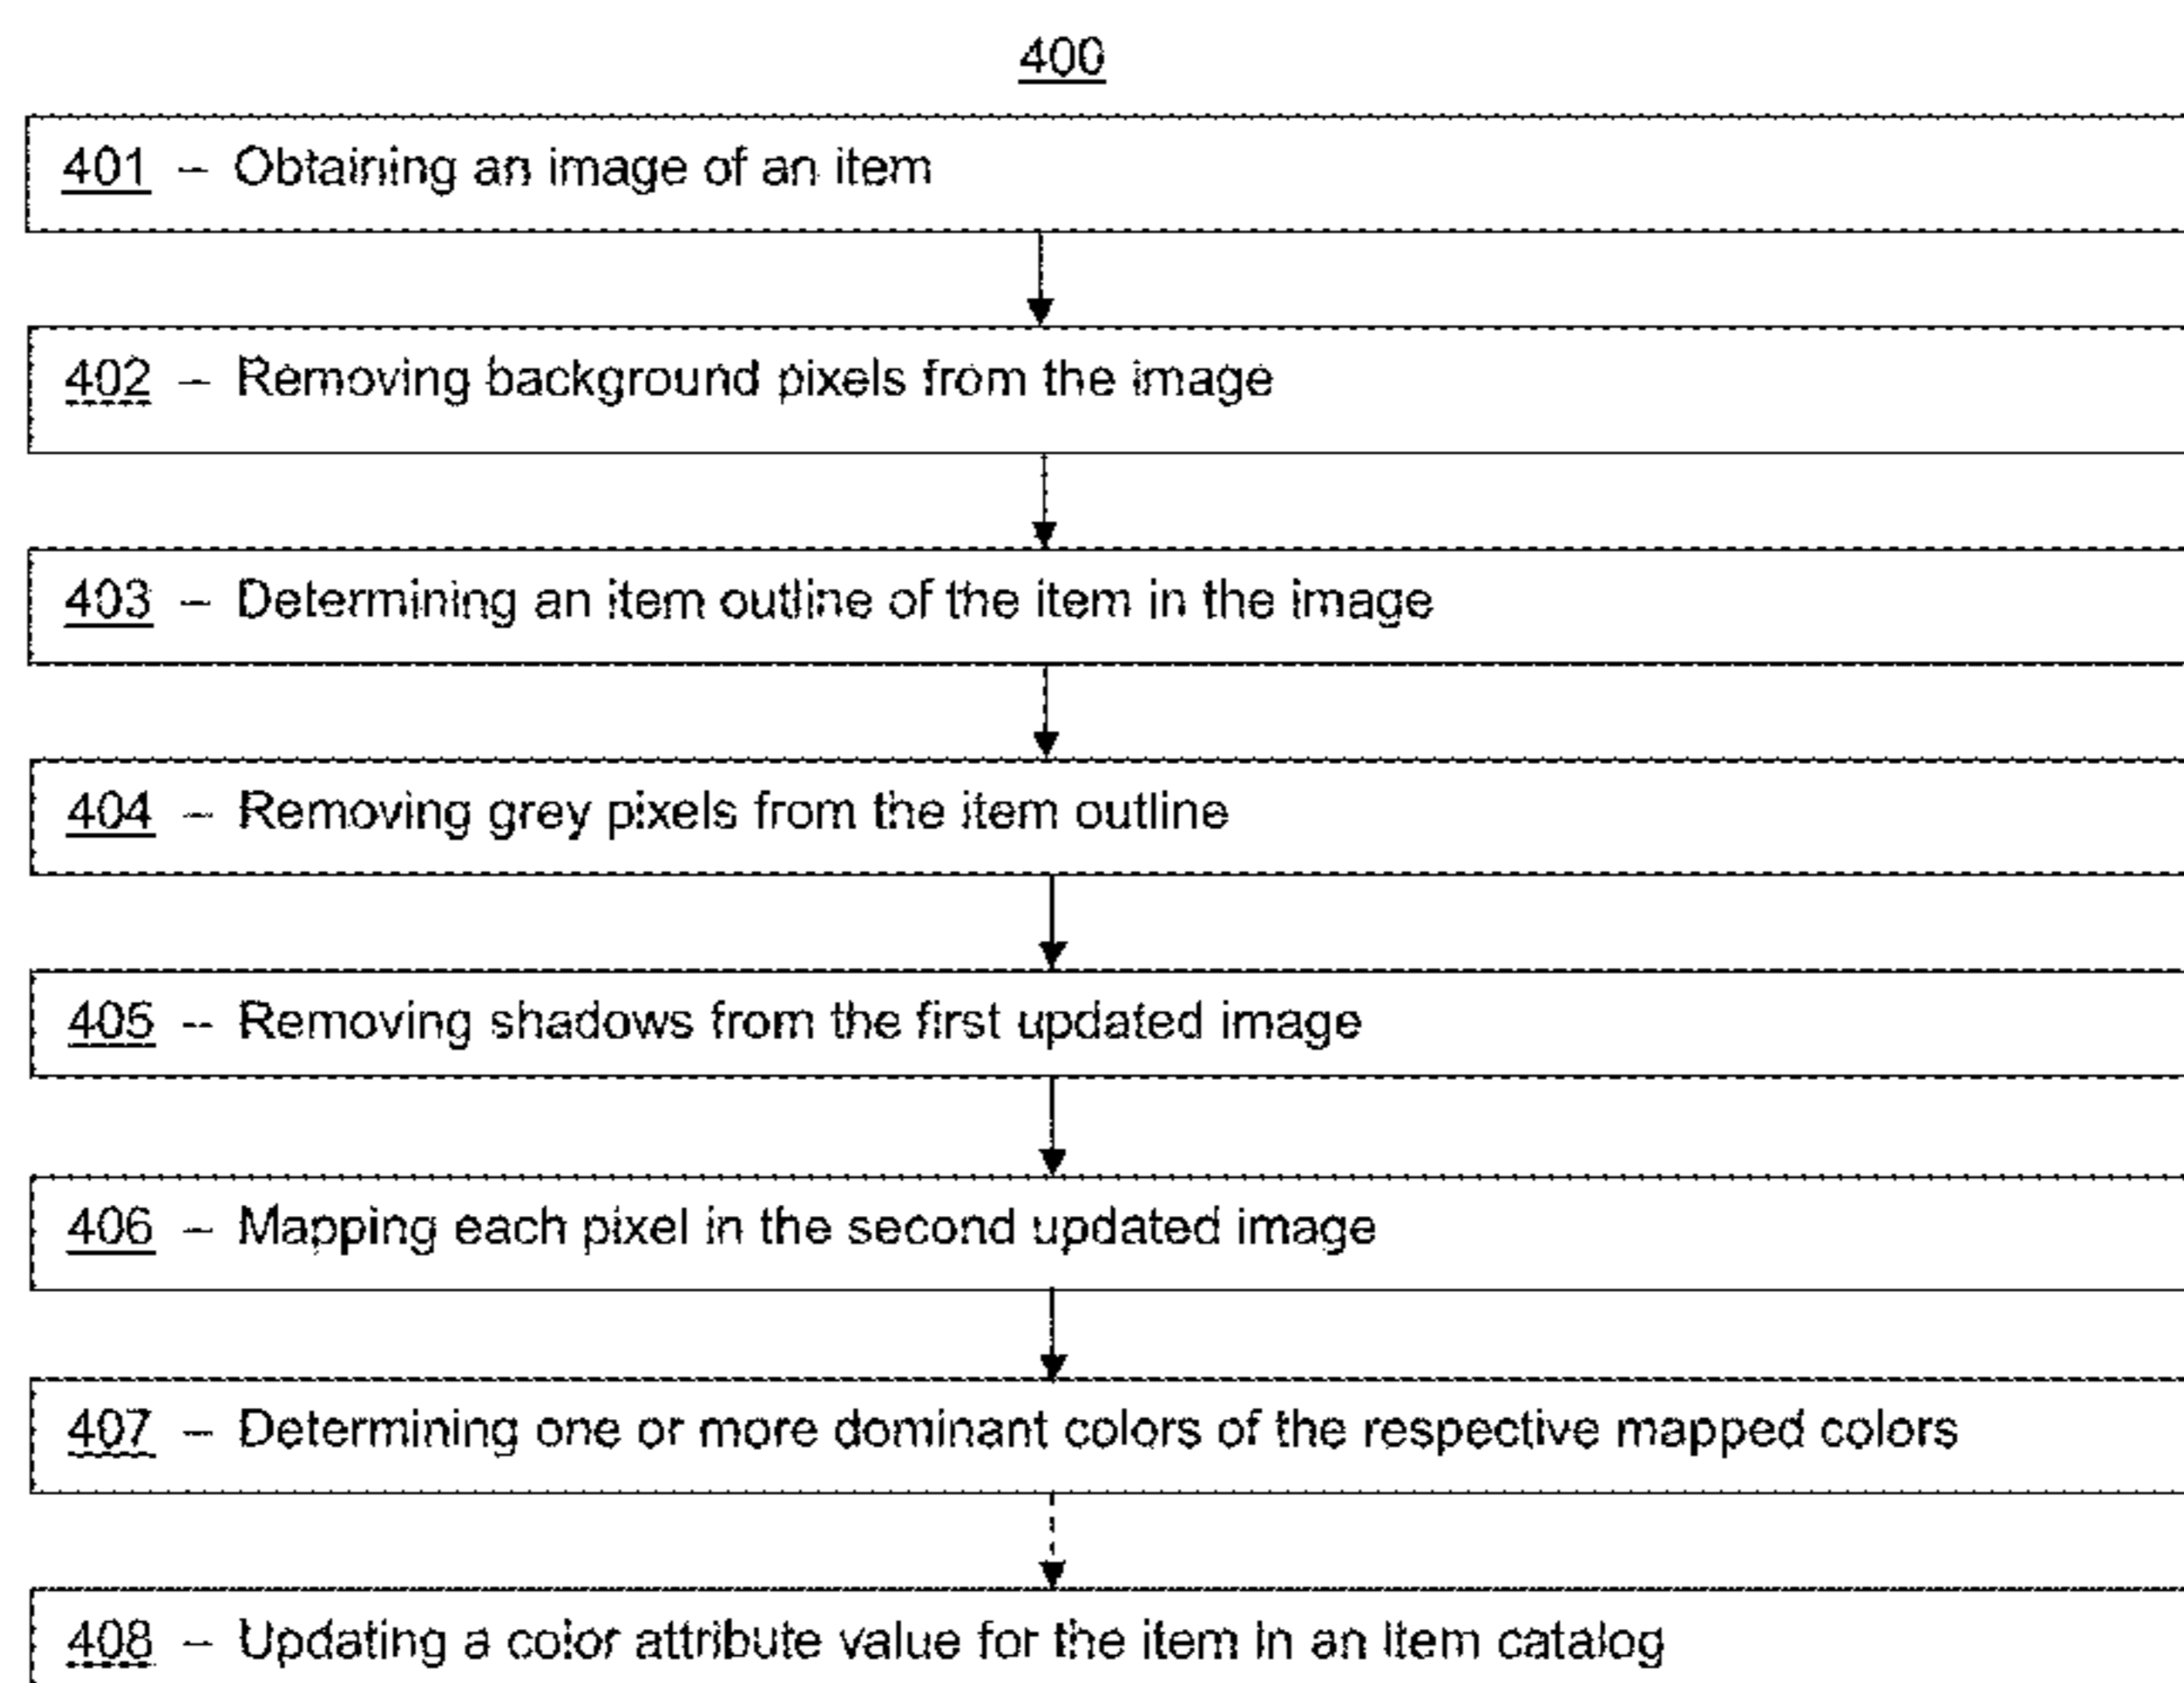 400
401 – Obtaining an image of an item
402 – Removing background pixels from the image
403 – Determining an item outline of the item in the image
404 – Removing grey pixels from the item outline
405 – Removing shadows from the first updated image
406 – Mapping each pixel in the second updated image
407 – Determining one or more dominant colors of the respective mapped colors
408 – Updating a color attribute value for the item in an item catalog